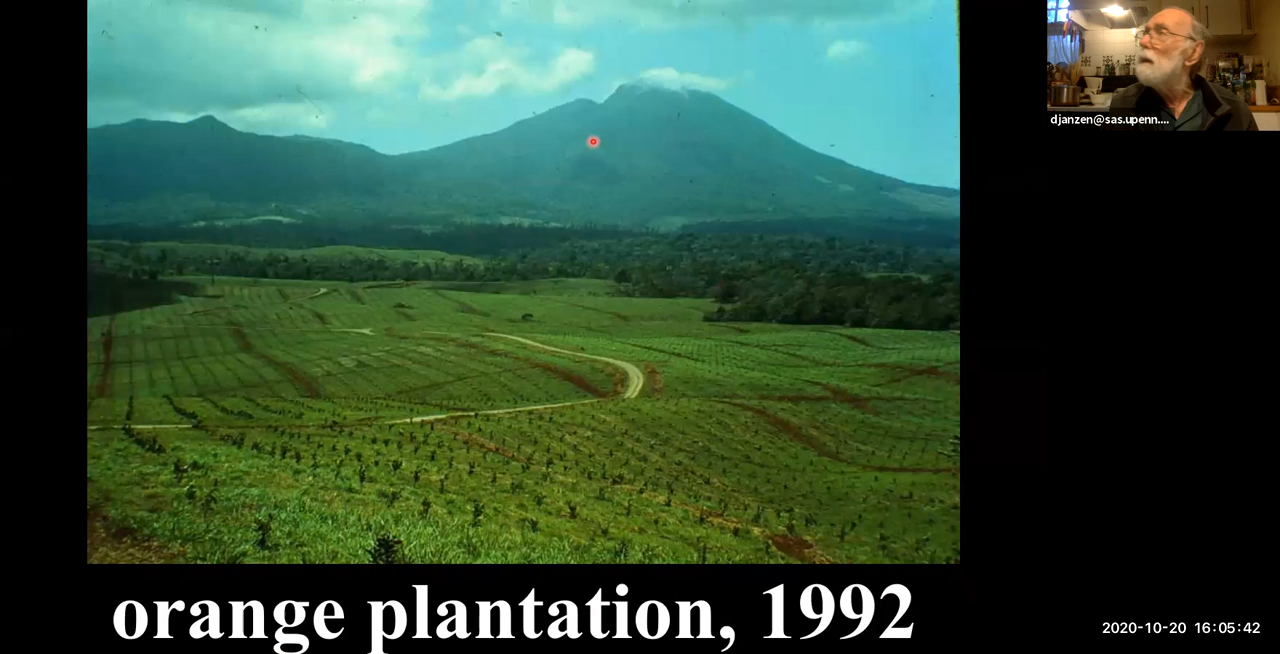 djanzen@sas.upenn....
orange plantation, 1992
2020-10-20 16:05:42